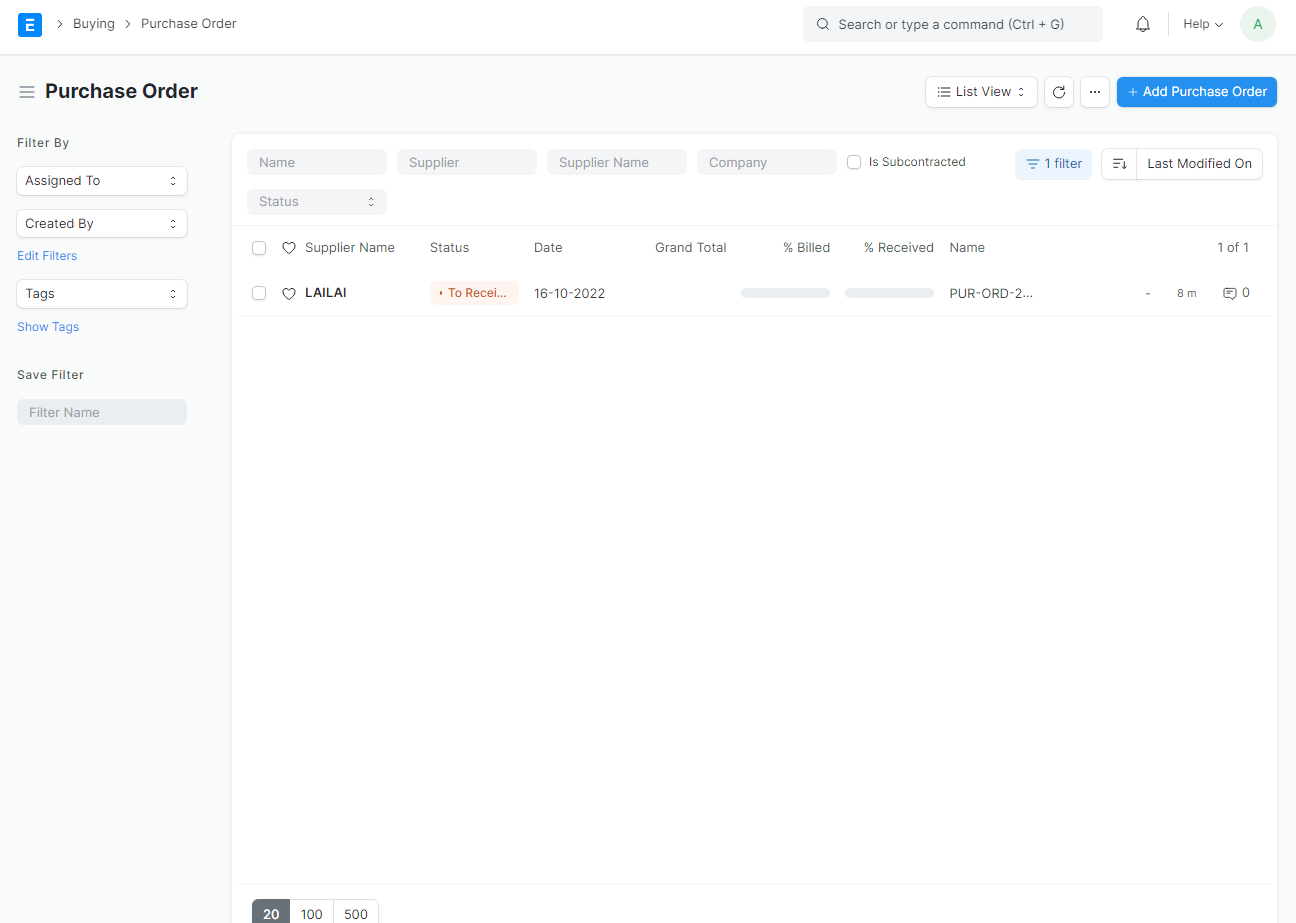 E Buying Purchase Order Search or type a command (Ctrl + G) Help A
Purchase Order List View + Add Purchase Order
Filter By
Assigned To
Created By
Edit Filters
Tags
Show Tags
Save Filter
Filter Name
Name Supplier Supplier Name Company Is Subcontracted 1 filter Last Modified On
Status
Supplier Name Status Date Grand Total % Billed % Received Name 1 of 1
LAILAI To Recei... 16-10-2022 PUR-ORD-2... - 8 m 0
20 100 500